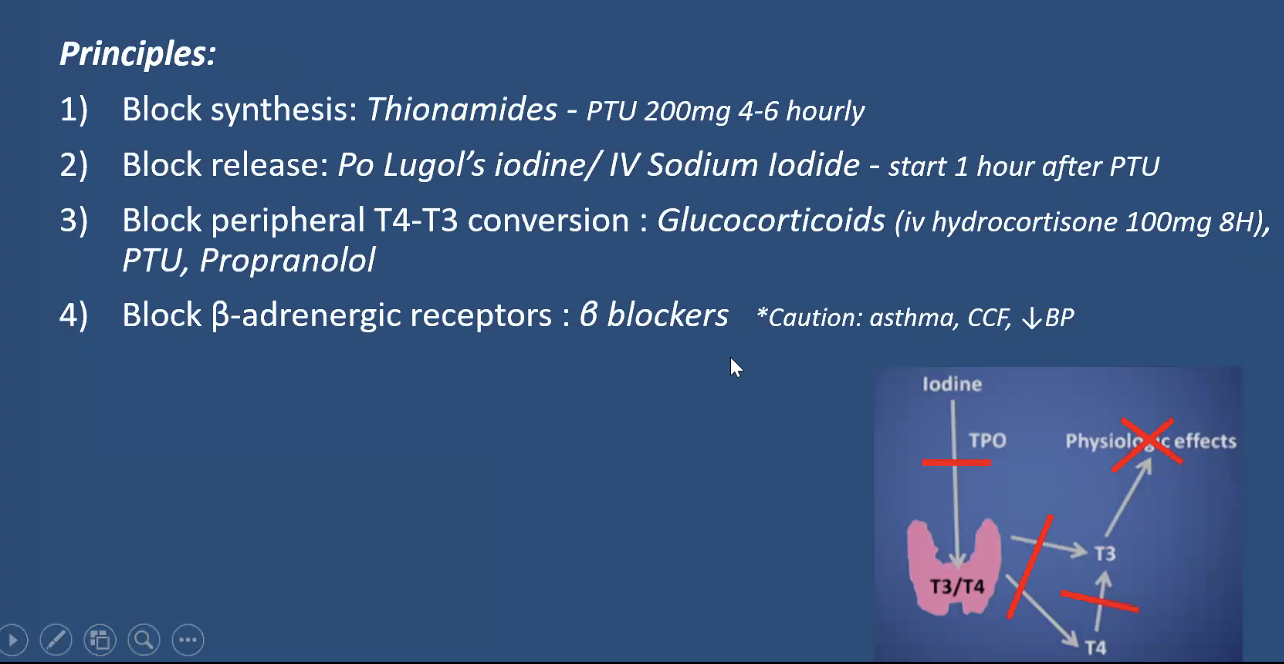 Principles:
1) Block synthesis: Thionamides - PTU 200mg 4-6 hourly
2) Block release: Po Lugol's iodine/ IV Sodium Iodide - start 1 hour after PTU
3) Block peripheral T4-T3 conversion : Glucocorticoids (iv hydrocortisone 100mg 8H),
PTU, Propranolol
4) Block β-adrenergic receptors : β blockers *Caution: asthma, CCF, ↓BP
Iodine
TPO
Physiologic effects
T3
T3/T4
T4